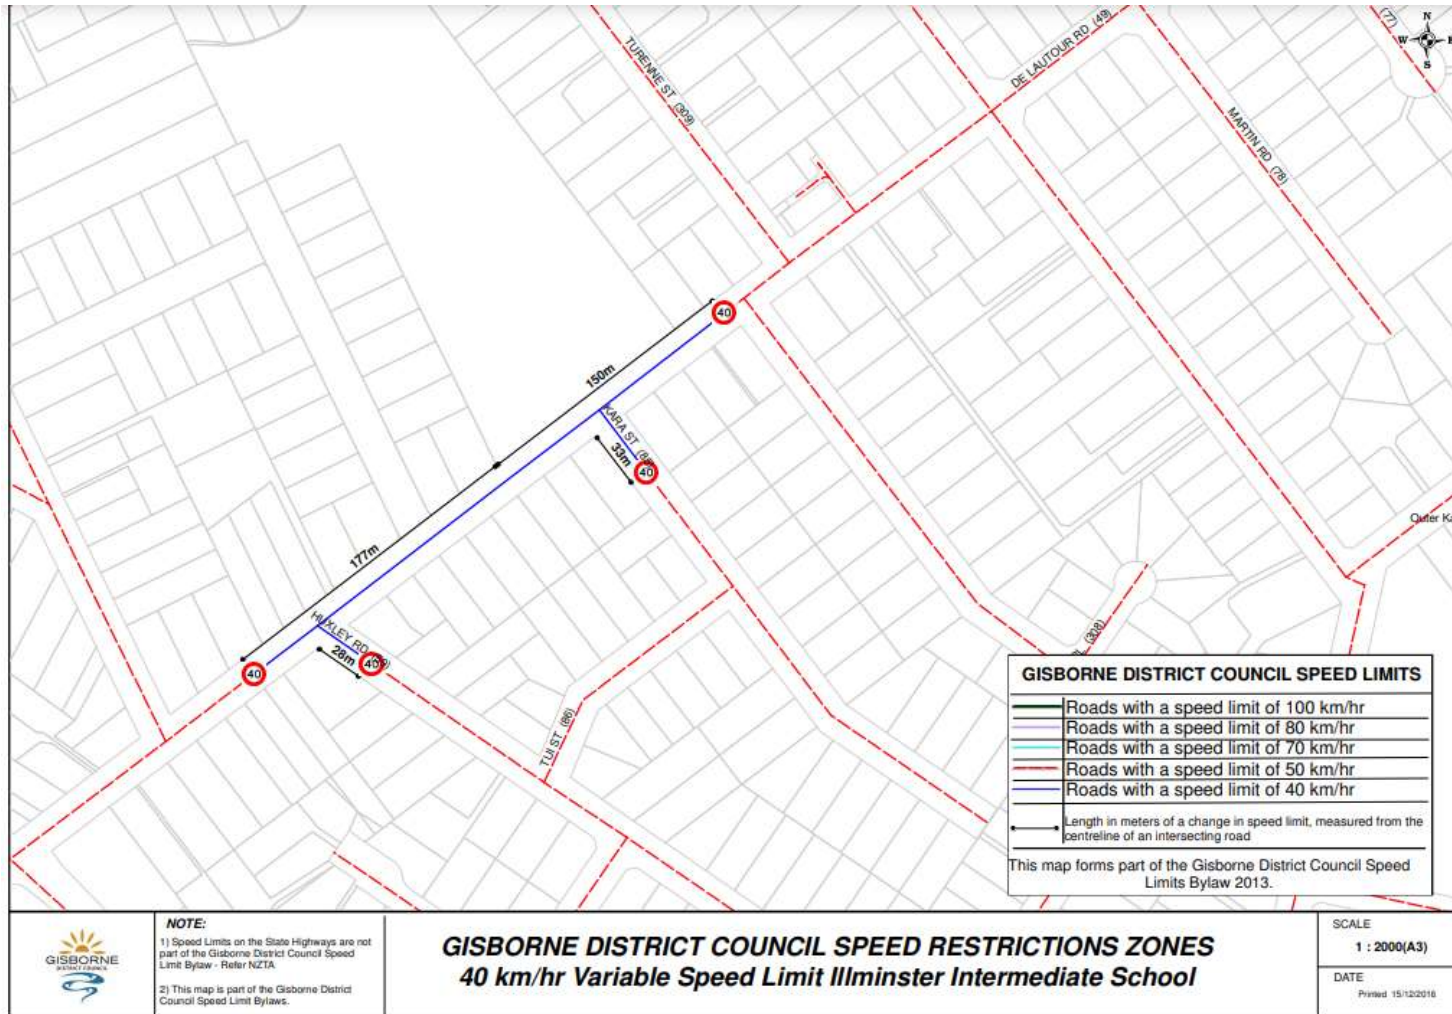 TURENNE ST (309)
DE LAUTOUR RD (49)
(77)
N
W
S
MARTIN RD (78)
40
150m
KARA ST
33m
40
177m
HUXLEY RD
28m
40
40
TUI ST (86)
(308)
Outer
GISBORNE DISTRICT COUNCIL SPEED LIMITS
Roads with a speed limit of 100 km/hr
Roads with a speed limit of 80 km/hr
Roads with a speed limit of 70 km/hr
Roads with a speed limit of 50 km/hr
Roads with a speed limit of 40 km/hr
Length in meters of a change in speed limit, measured from the
centreline of an intersecting road
This map forms part of the Gisborne District Council Speed
Limits Bylaw 2013.
GISBORNE
DISTRICT COUNCIL
NOTE:
1) Speed Limits on the State Highways are not
part of the Gisborne District Council Speed
Limit Bylaw - Refer NZTA
2) This map is part of the Gisborne District
Council Speed Limit Bylaws.
GISBORNE DISTRICT COUNCIL SPEED RESTRICTIONS ZONES
40 km/hr Variable Speed Limit Illminster Intermediate School
SCALE
1 : 2000(A3)
DATE
Printed 15/12/2016